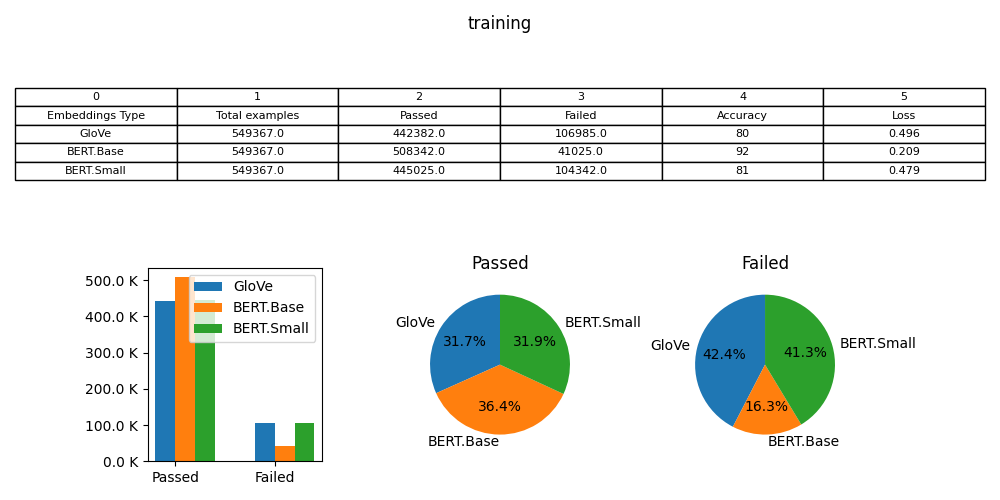 training
0 1 2 3 4 5
Embeddings Type Total examples Passed Failed Accuracy Loss
GloVe 549367.0 442382.0 106985.0 80 0.496
BERT.Base 549367.0 508342.0 41025.0 92 0.209
BERT.Small 549367.0 445025.0 104342.0 81 0.479
500.0 K
400.0 K
300.0 K
200.0 K
100.0 K
0.0 K
Passed Failed
GloVe
BERT.Base
BERT.Small
Passed
GloVe
BERT.Small
31.7%
31.9%
36.4%
BERT.Base
Failed
GloVe
BERT.Small
42.4%
41.3%
16.3%
BERT.Base